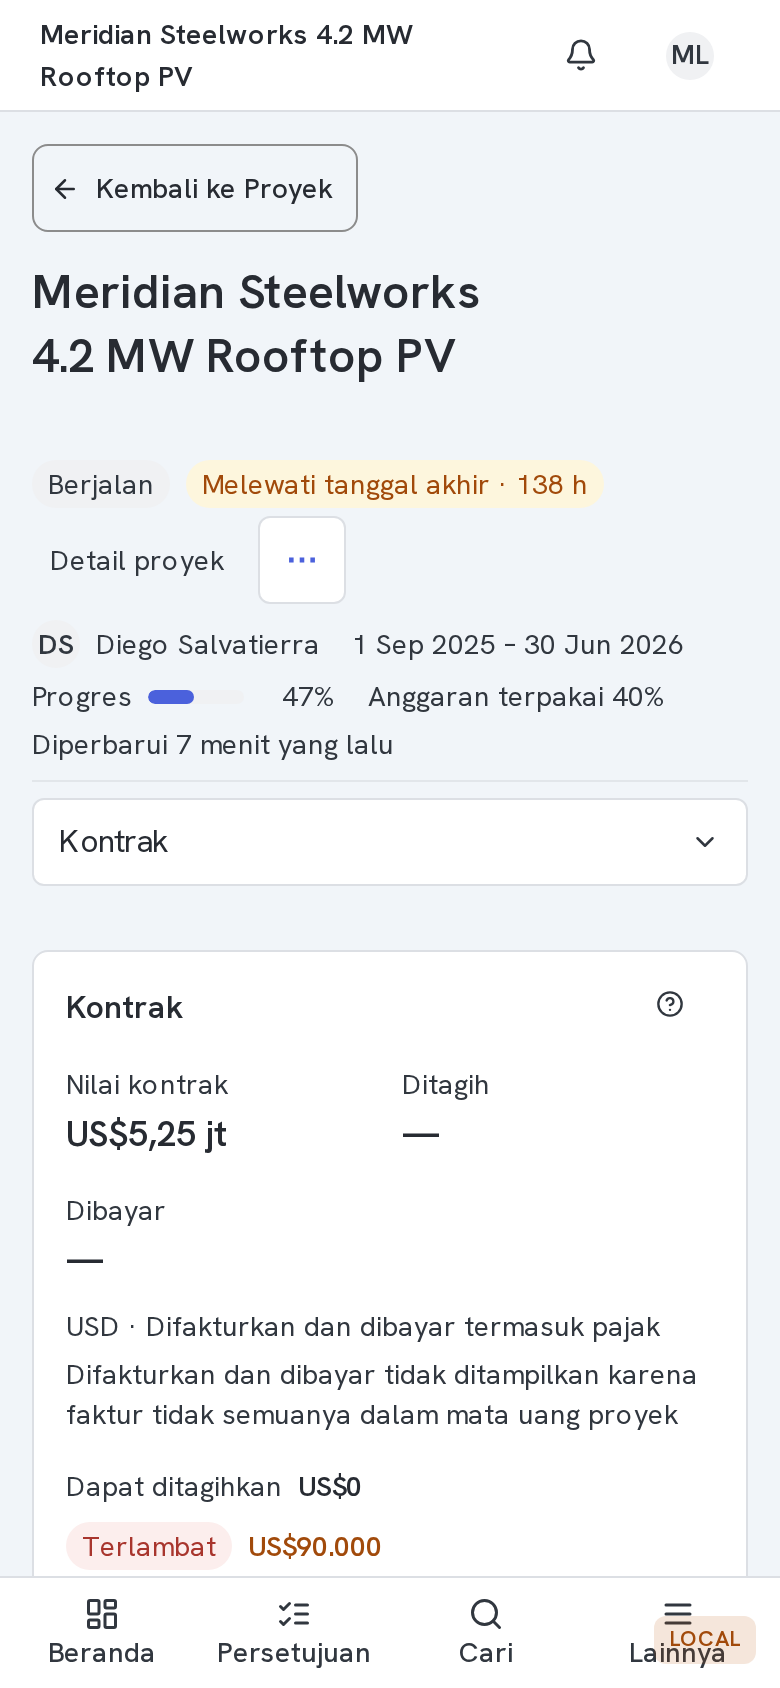 Meridian Steelworks 4.2 MW
Rooftop PV
ML
Kembali ke Proyek
Meridian Steelworks
4.2 MW Rooftop PV
Berjalan
Melewati tanggal akhir · 138 h
Detail proyek
DS Diego Salvatierra 1 Sep 2025 – 30 Jun 2026
Progres 47% Anggaran terpakai 40%
Diperbarui 7 menit yang lalu
Kontrak
Kontrak
Nilai kontrak
US$5,25 jt
Ditagih
—
Dibayar
—
USD · Difakturkan dan dibayar termasuk pajak
Difakturkan dan dibayar tidak ditampilkan karena
faktur tidak semuanya dalam mata uang proyek
Dapat ditagihkan US$0
Terlambat US$90.000
Beranda
Persetujuan
Cari
Lainnya
LOCAL